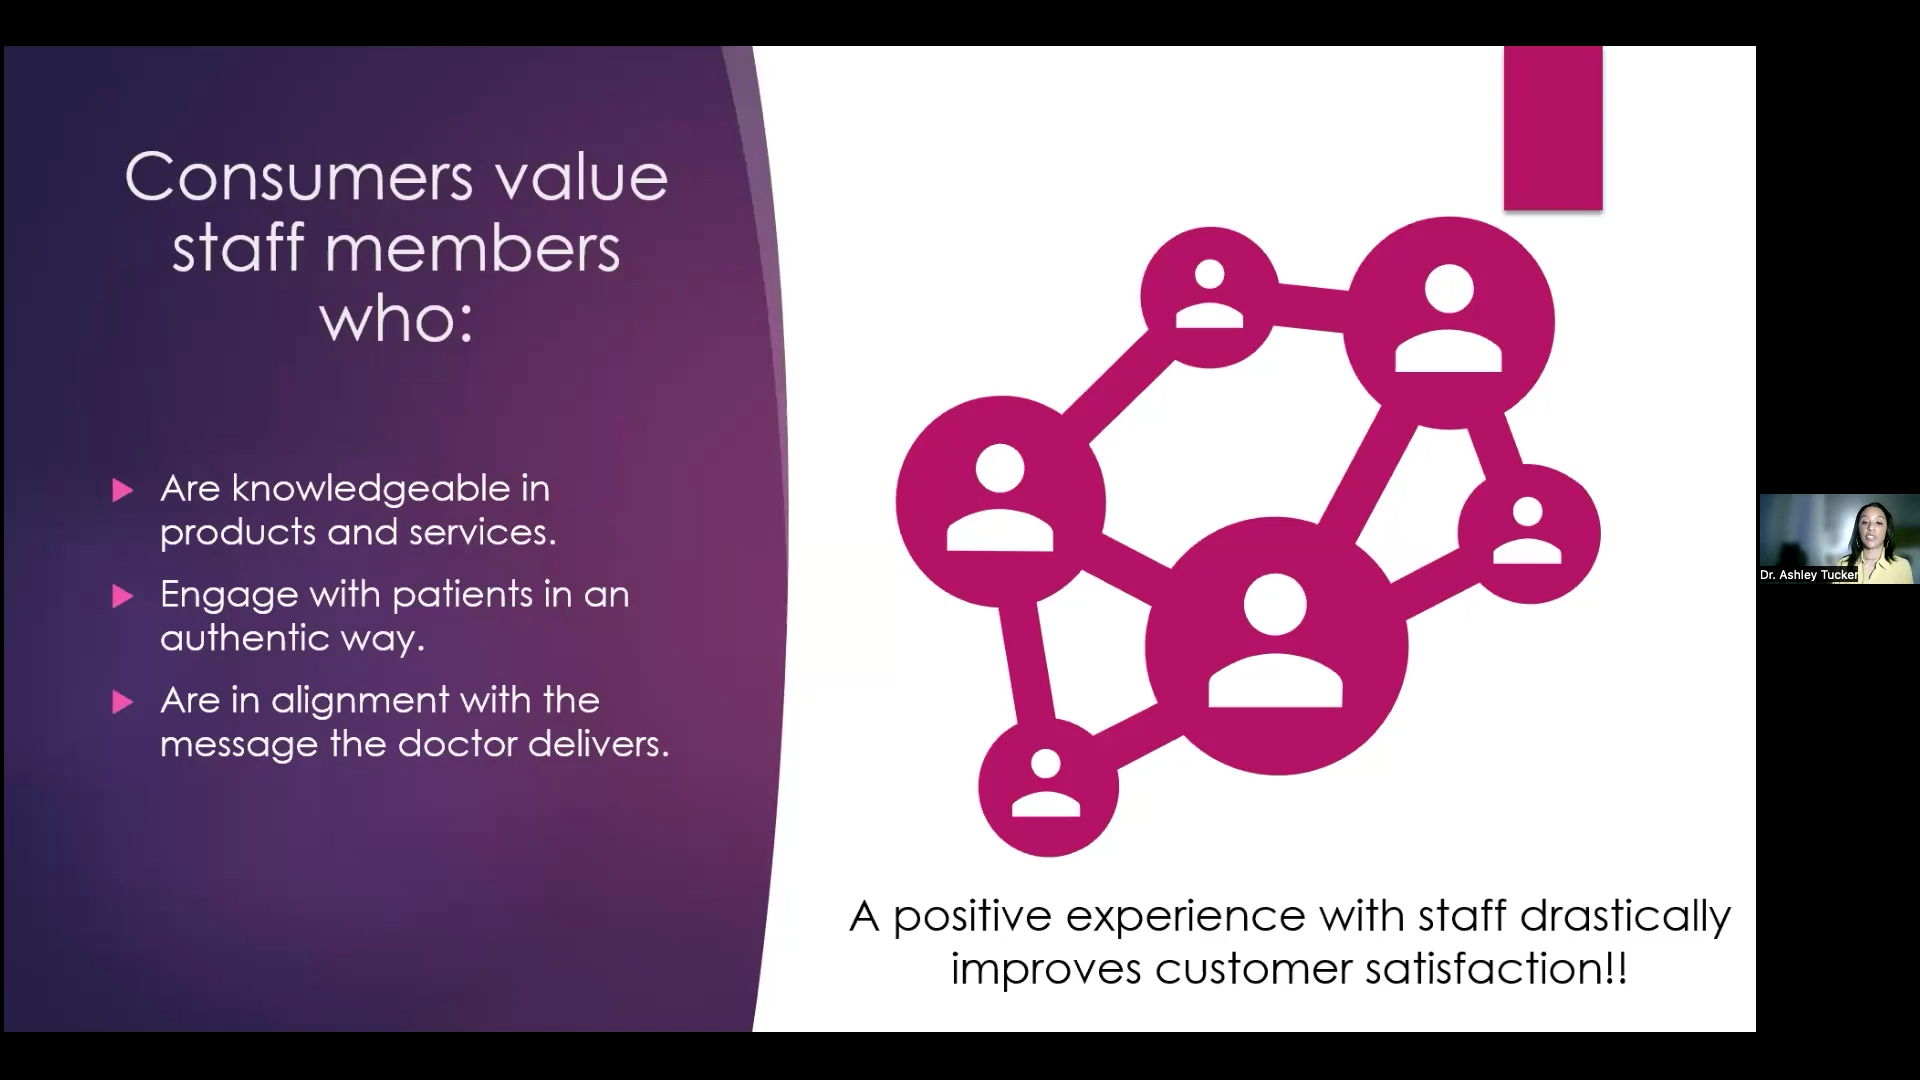 Consumers value
staff members
who:
Are knowledgeable in
products and services.
Engage with patients in an
authentic way.
Are in alignment with the
message the doctor delivers.
A positive experience with staff drastically
improves customer satisfaction!!
Dr. Ashley Tucker